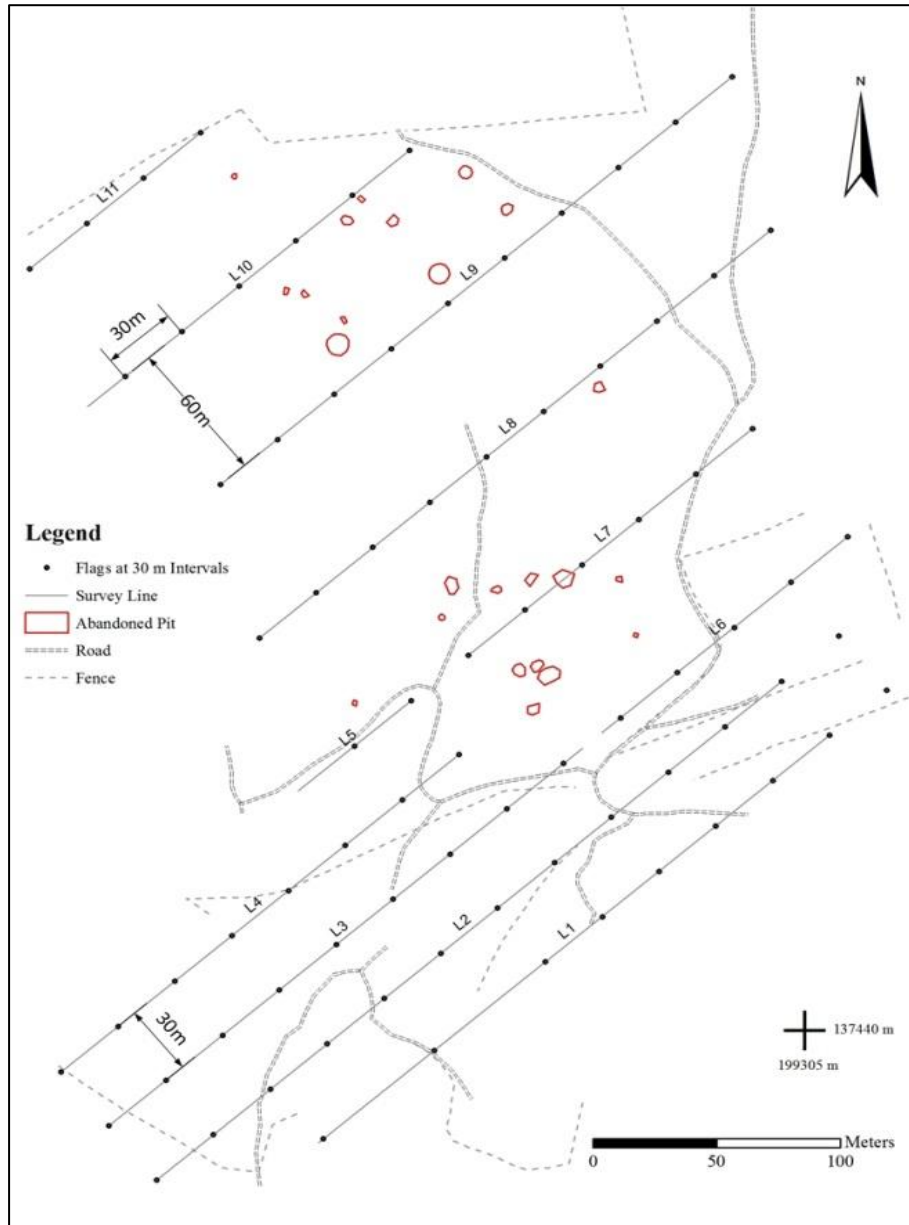 N
L11
L10
L9
30m
60m
L8
L7
Legend
Flags at 30 m Intervals
Survey Line
Abandoned Pit
Road
Fence
L6
L5
L4
L3
L2
L1
30m
137440 m
199305 m
Meters
0 50 100